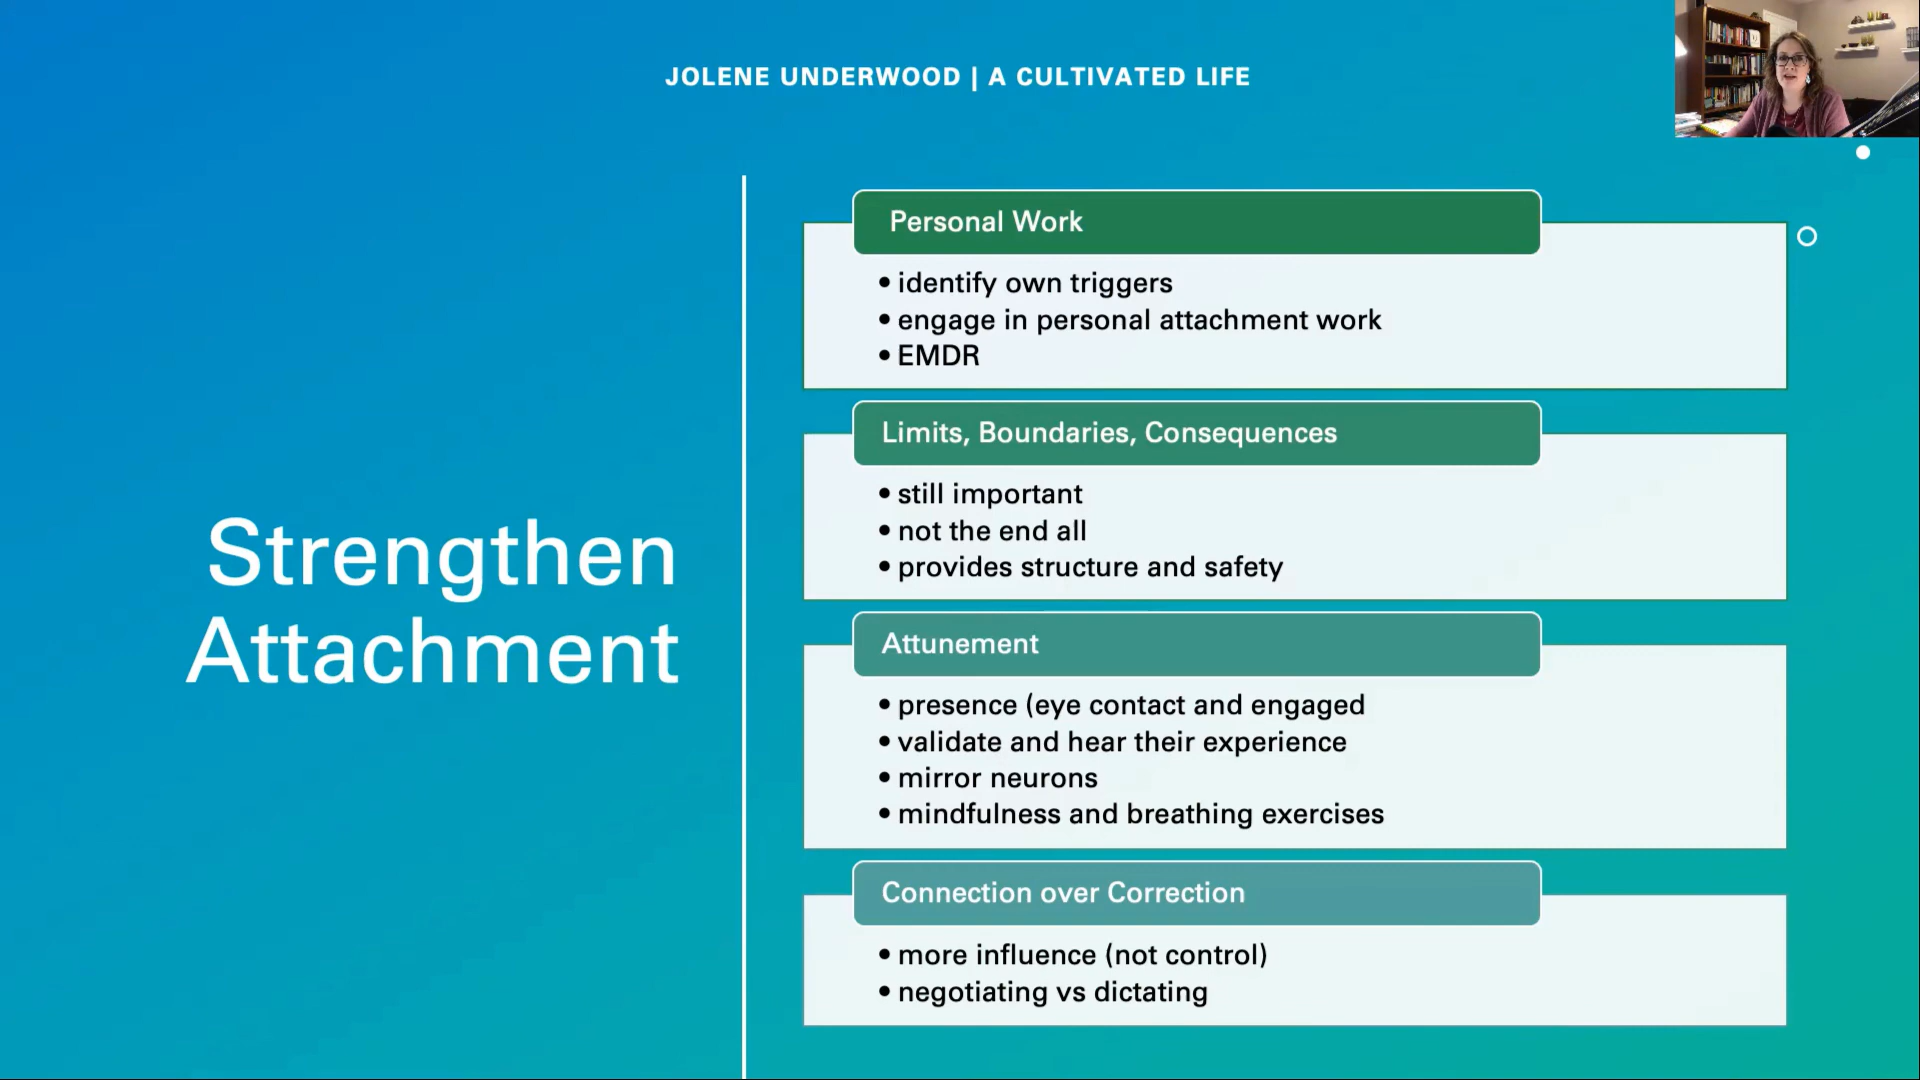 JOLENE UNDERWOOD | A CULTIVATED LIFE
Strengthen
Attachment
Personal Work
• identify own triggers
• engage in personal attachment work
• EMDR
Limits, Boundaries, Consequences
• still important
• not the end all
• provides structure and safety
Attunement
• presence (eye contact and engaged
• validate and hear their experience
• mirror neurons
• mindfulness and breathing exercises
Connection over Correction
• more influence (not control)
• negotiating vs dictating